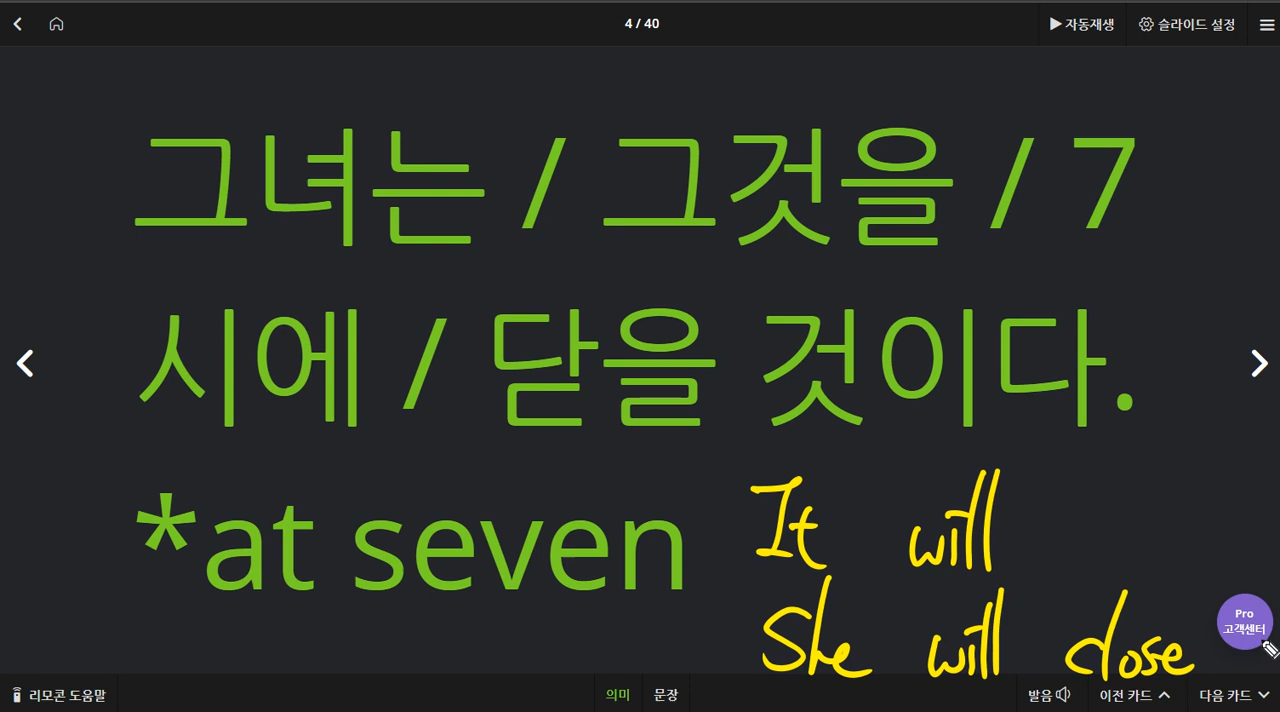 4 / 40
자동재생
슬라이드 설정
그녀는 / 그것을 / 7
시에 / 닫을 것이다.
*at seven
It will
She will close
Pro
고객센터
리모콘 도움말
의미
문장
발음
이전 카드
다음 카드